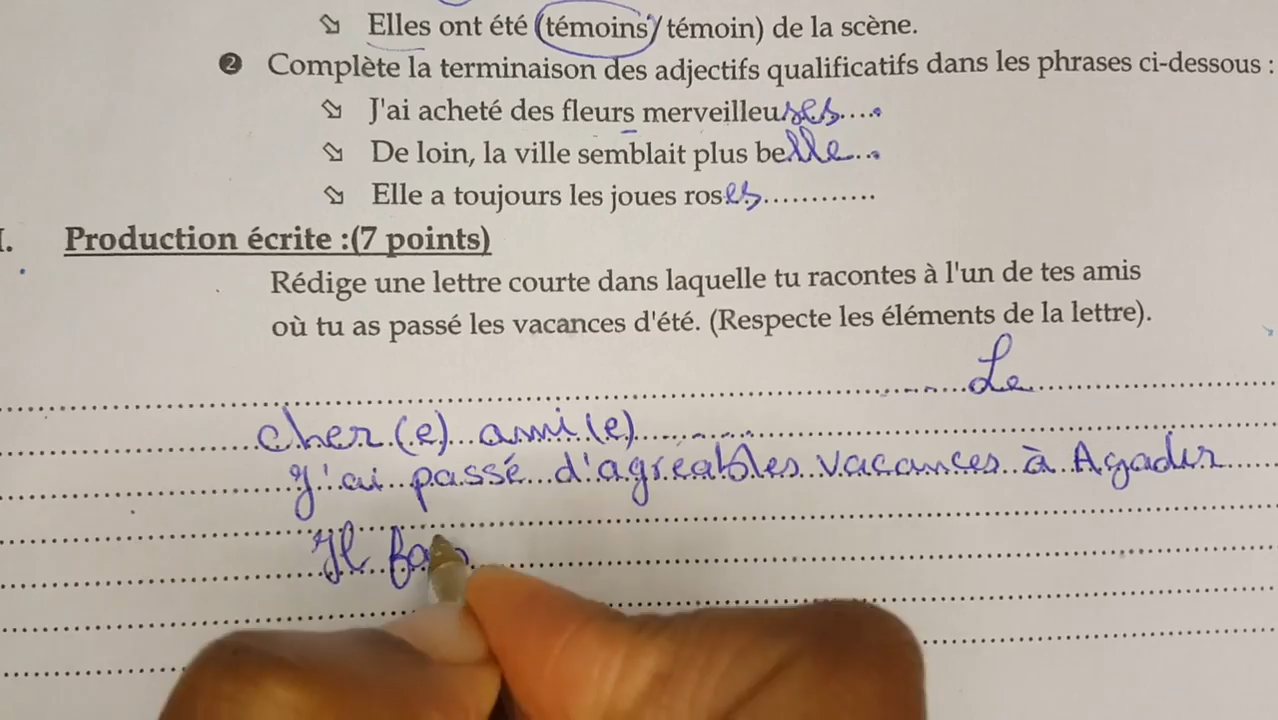 Elles ont été (témoins/ témoin) de la scène.
❷ Complète la terminaison des adjectifs qualificatifs dans les phrases ci-dessous :
J'ai acheté des fleurs merveilleuses....
De loin, la ville semblait plus belle...
Elle a toujours les joues roses............
I. Production écrite :(7 points)
Rédige une lettre courte dans laquelle tu racontes à l'un de tes amis
où tu as passé les vacances d'été. (Respecte les éléments de la lettre).
Le
cher(e) ami(e)
J'ai passé d'agréables vacances à Agadir
Il